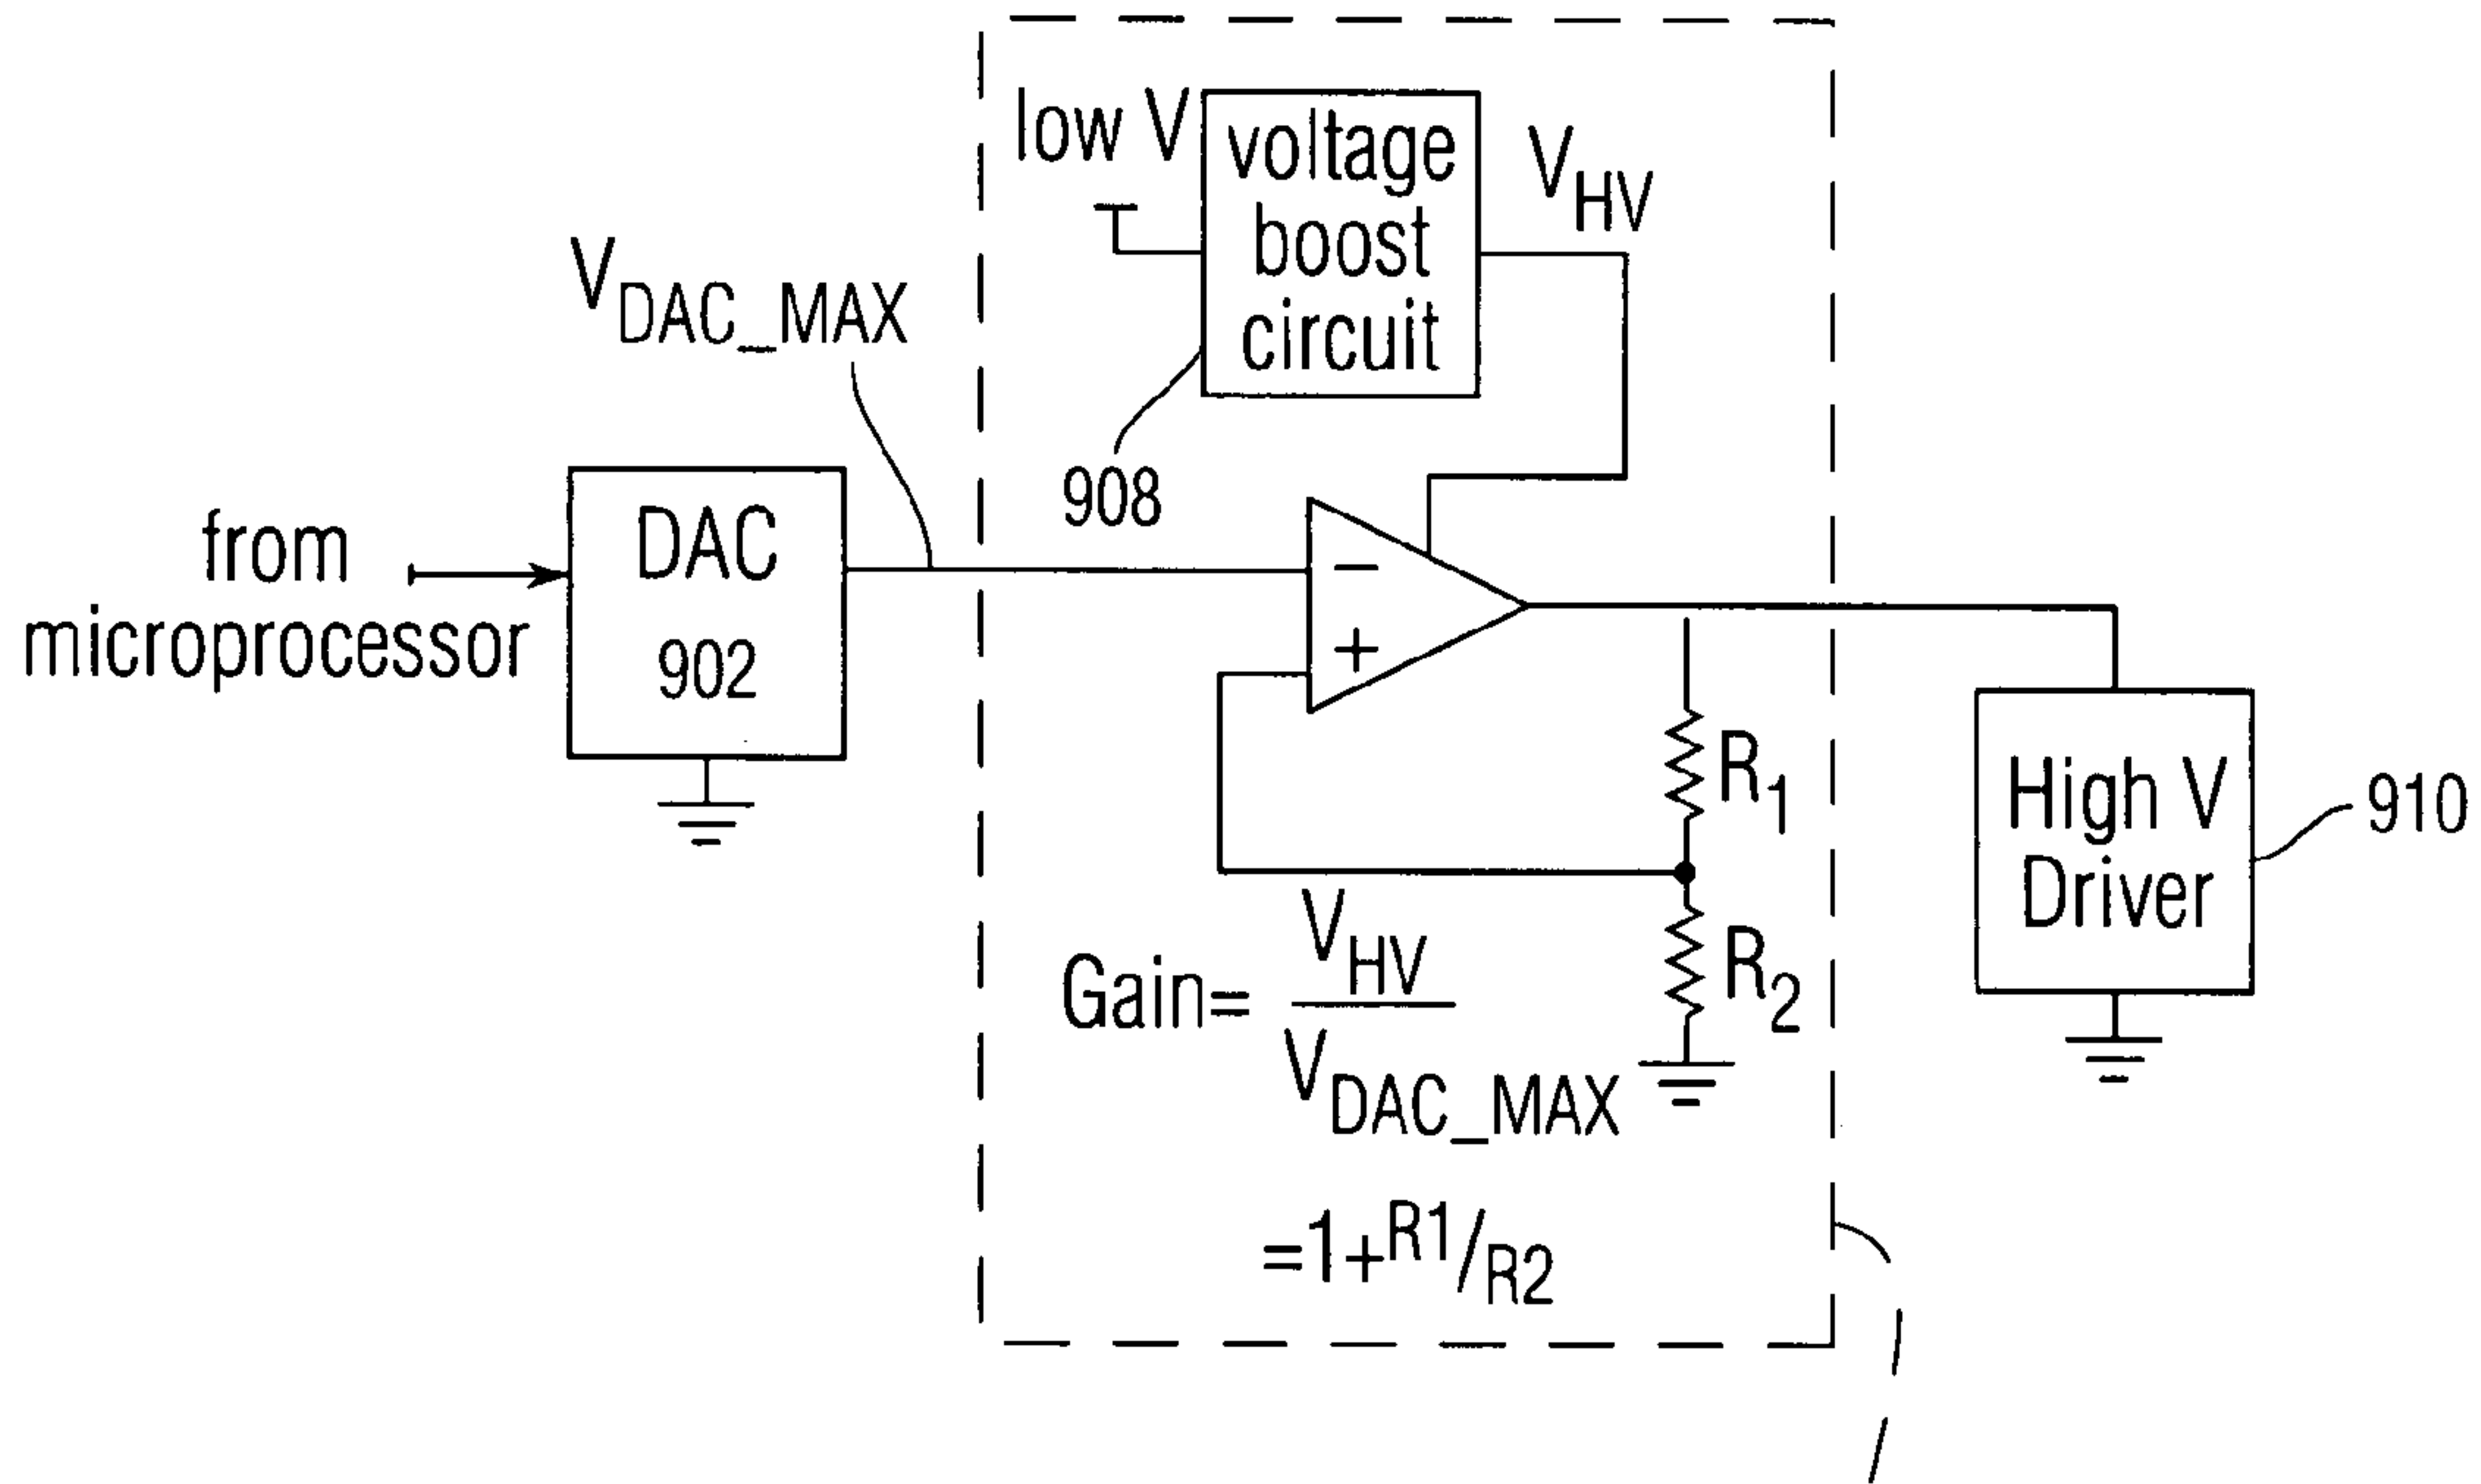 low V
voltage
boost
circuit
V_HV
908
V_DAC_MAX
from
microprocessor
DAC
902
−
+
R_1
R_2
High V
Driver
910
Gain= V_HV / V_DAC_MAX
=1+R1/R2